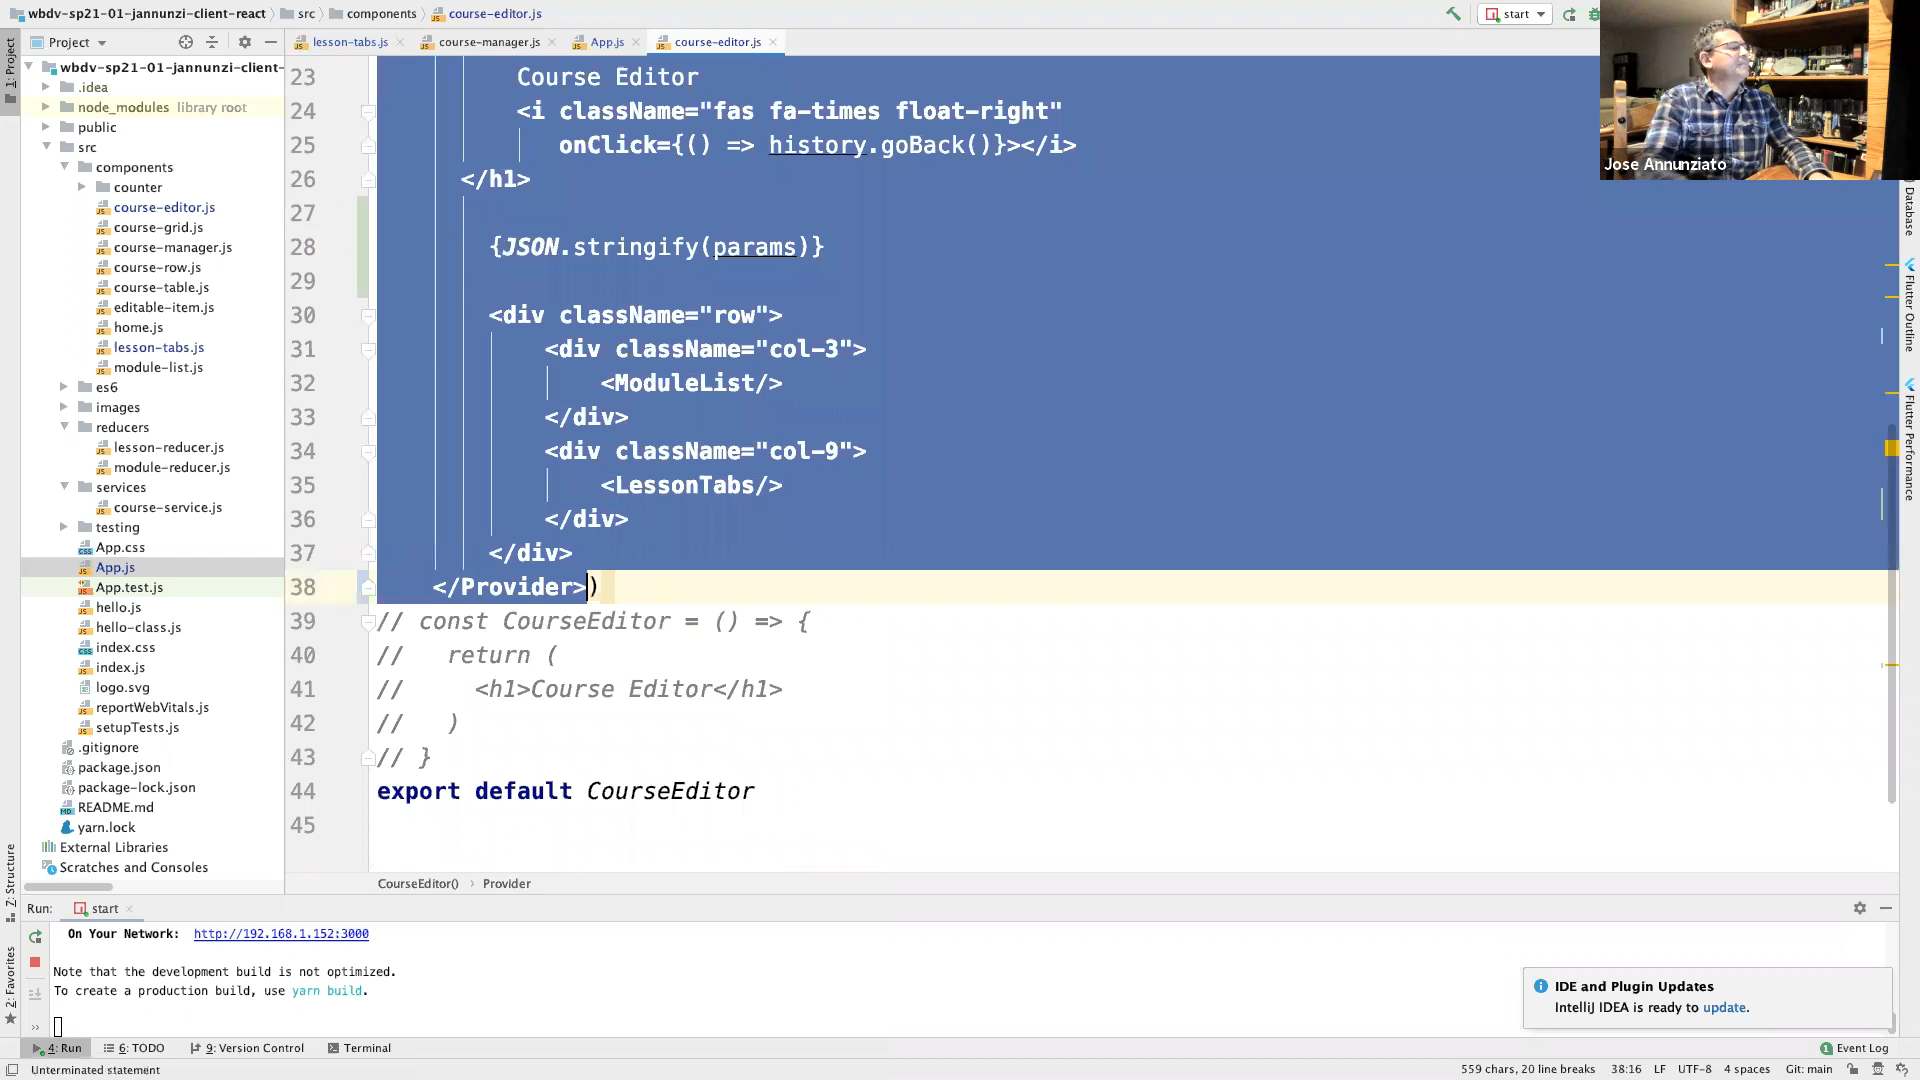 wbdv-sp21-01-jannunzi-client-react
src
components
course-editor.js
start
Project
lesson-tabs.js
course-manager.js
App.js
course-editor.js
1: Project
wbdv-sp21-01-jannunzi-client-
.idea
node_modules library root
public
src
components
counter
course-editor.js
course-grid.js
course-manager.js
course-row.js
course-table.js
editable-item.js
home.js
lesson-tabs.js
module-list.js
es6
images
reducers
lesson-reducer.js
module-reducer.js
services
course-service.js
testing
App.css
App.js
App.test.js
hello.js
hello-class.js
index.css
index.js
logo.svg
reportWebVitals.js
setupTests.js
.gitignore
package.json
package-lock.json
README.md
yarn.lock
External Libraries
Scratches and Consoles
23 Course Editor
24 <i className="fas fa-times float-right"
25 onClick={() => history.goBack()}></i>
26 </h1>
27
28 {JSON.stringify(params)}
29
30 <div className="row">
31 <div className="col-3">
32 <ModuleList/>
33 </div>
34 <div className="col-9">
35 <LessonTabs/>
36 </div>
37 </div>
38 </Provider>)
39 // const CourseEditor = () => {
40 //   return (
41 //     <h1>Course Editor</h1>
42 //   )
43 // }
44 export default CourseEditor
45
Jose Annunziato
Database
Flutter Outline
Flutter Performance
CourseEditor() › Provider
Z: Structure
2: Favorites
Run: start
On Your Network: http://192.168.1.152:3000
Note that the development build is not optimized.
To create a production build, use yarn build.
IDE and Plugin Updates
IntelliJ IDEA is ready to update.
4: Run
6: TODO
9: Version Control
Terminal
1 Event Log
Unterminated statement
559 chars, 20 line breaks
38:16
LF
UTF-8
4 spaces
Git: main